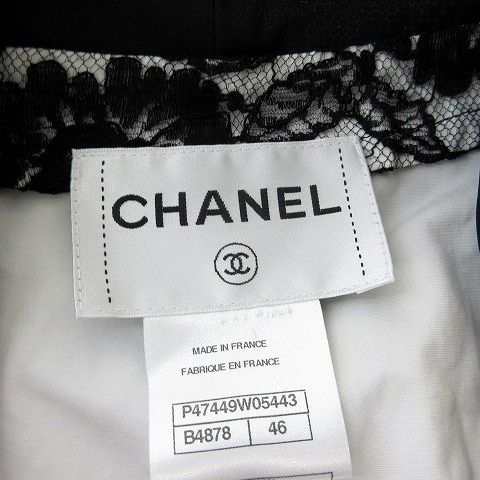 CHANEL
MADE IN FRANCE
FABRIQUE EN FRANCE
P47449W05443
B4878 46